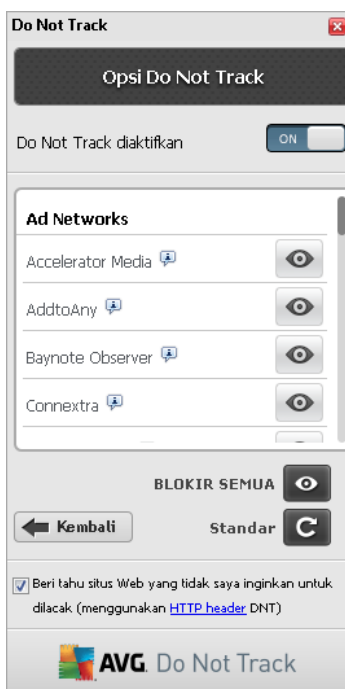 Do Not Track
Opsi Do Not Track
Do Not Track diaktifkan
ON
Ad Networks
Accelerator Media
AddtoAny
Baynote Observer
Connextra
BLOKIR SEMUA
Kembali
Standar
Beri tahu situs Web yang tidak saya inginkan untuk
dilacak (menggunakan HTTP header DNT)
AVG. Do Not Track